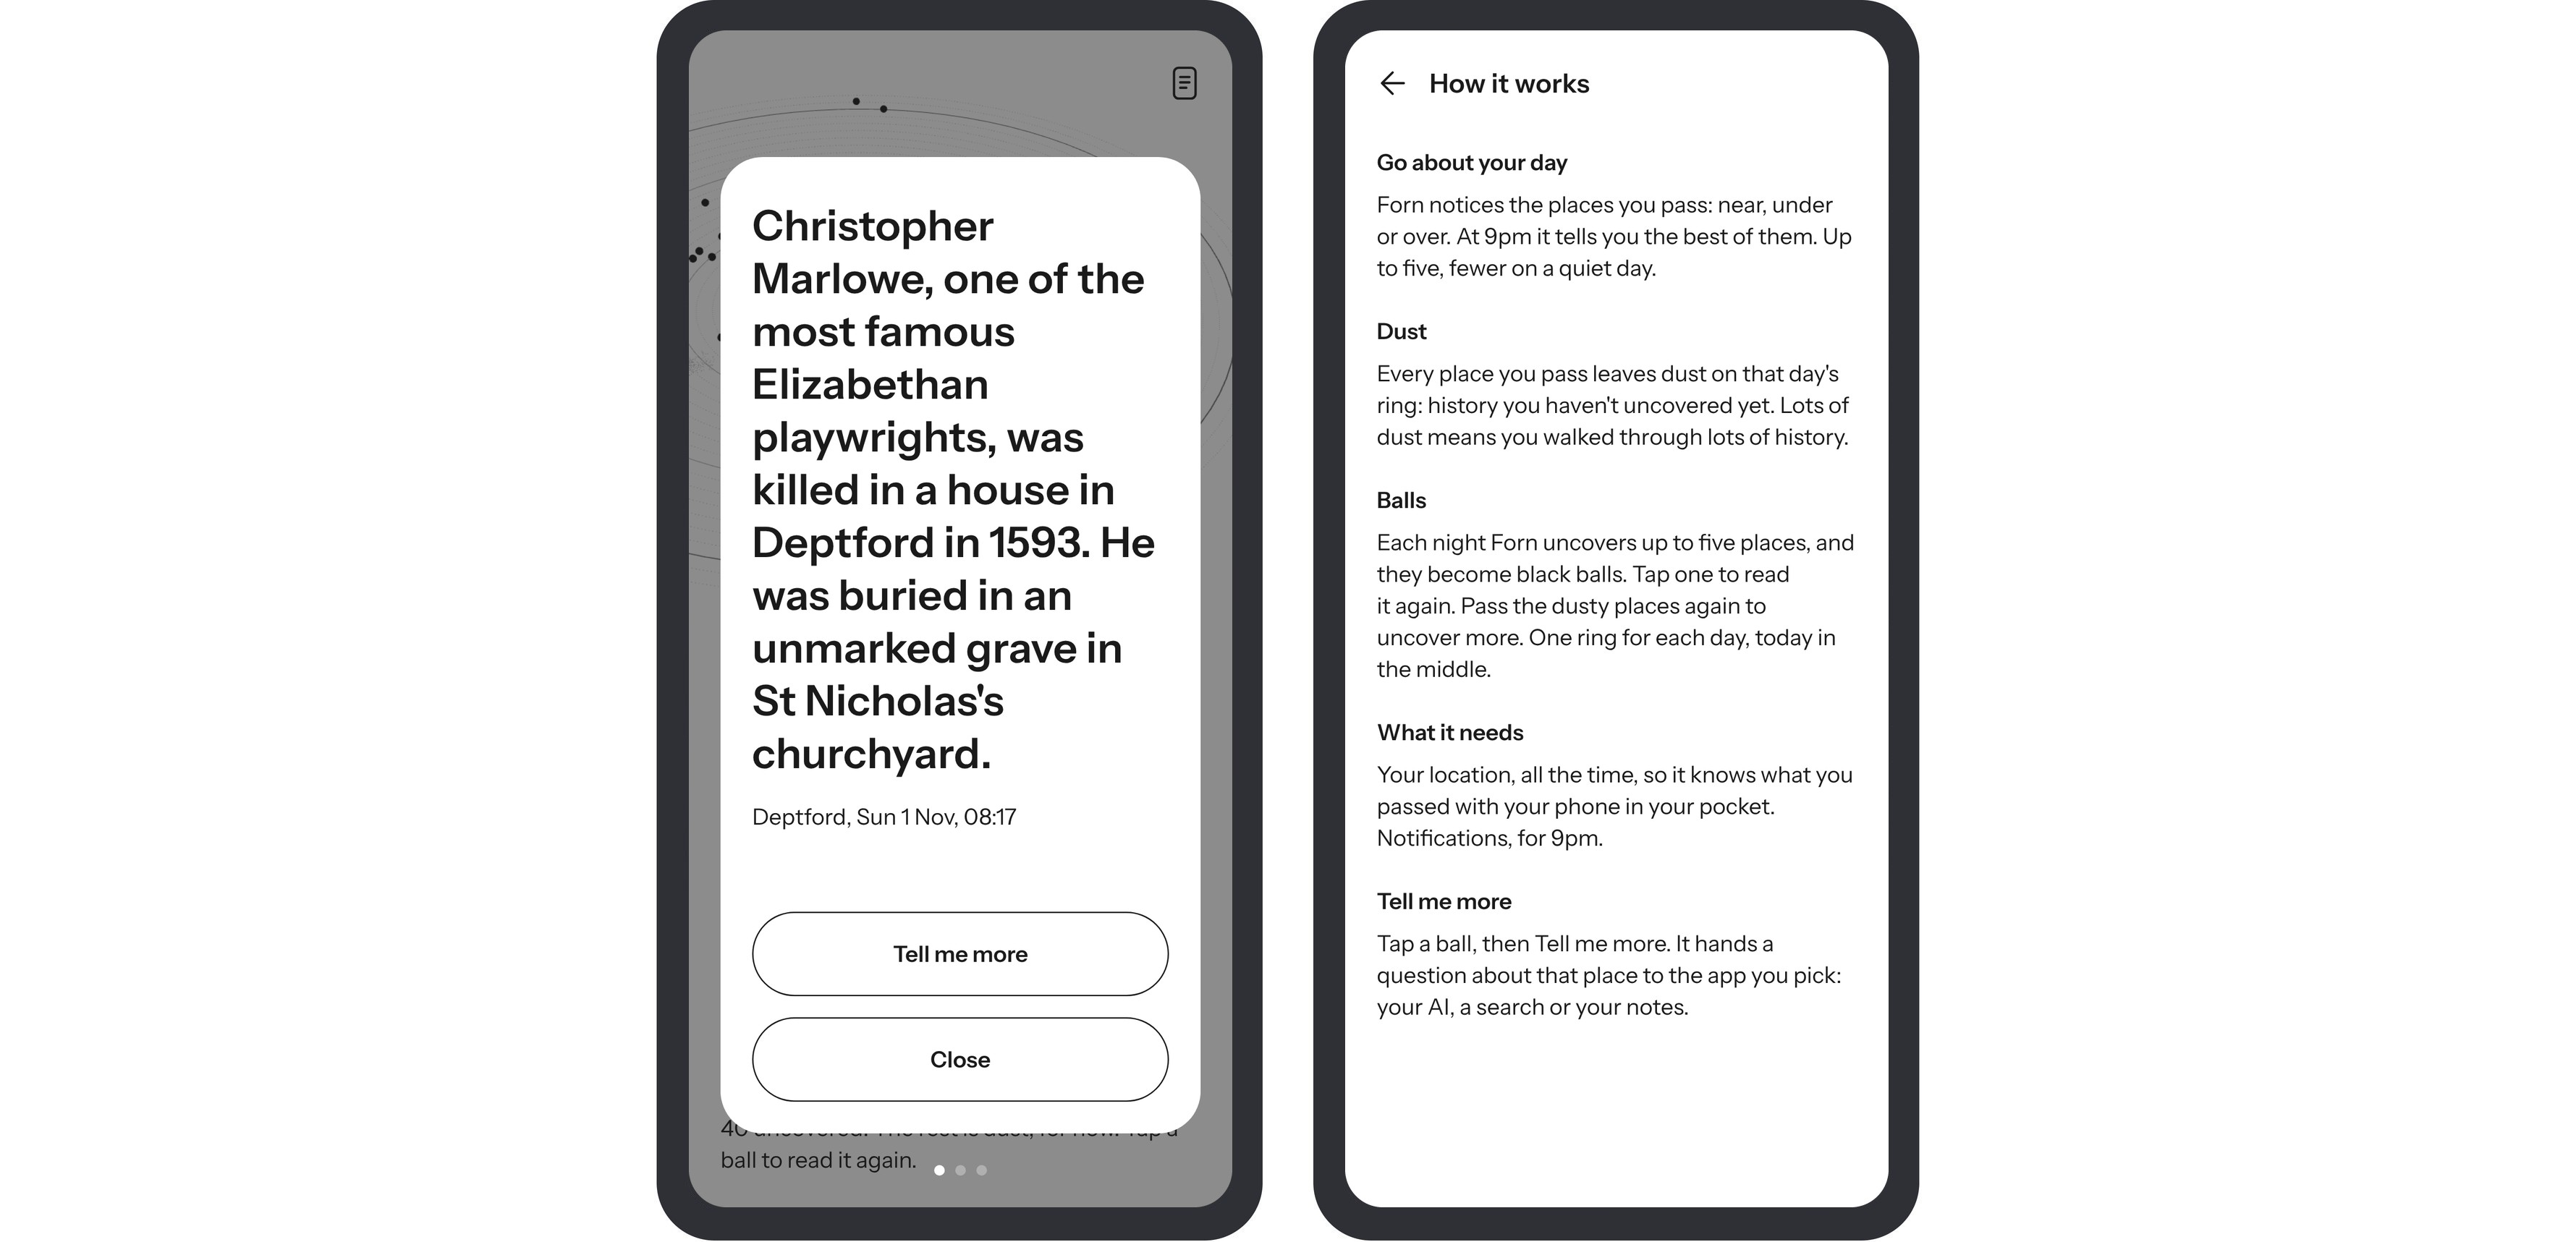 Christopher
Marlowe, one of the
most famous
Elizabethan
playwrights, was
killed in a house in
Deptford in 1593. He
was buried in an
unmarked grave in
St Nicholas's
churchyard.
Deptford, Sun 1 Nov, 08:17
Tell me more
Close
40 uncovered. The rest is dust, for now. Tap a
ball to read it again.
How it works
Go about your day
Forn notices the places you pass: near, under
or over. At 9pm it tells you the best of them. Up
to five, fewer on a quiet day.
Dust
Every place you pass leaves dust on that day's
ring: history you haven't uncovered yet. Lots of
dust means you walked through lots of history.
Balls
Each night Forn uncovers up to five places, and
they become black balls. Tap one to read
it again. Pass the dusty places again to
uncover more. One ring for each day, today in
the middle.
What it needs
Your location, all the time, so it knows what you
passed with your phone in your pocket.
Notifications, for 9pm.
Tell me more
Tap a ball, then Tell me more. It hands a
question about that place to the app you pick:
your AI, a search or your notes.